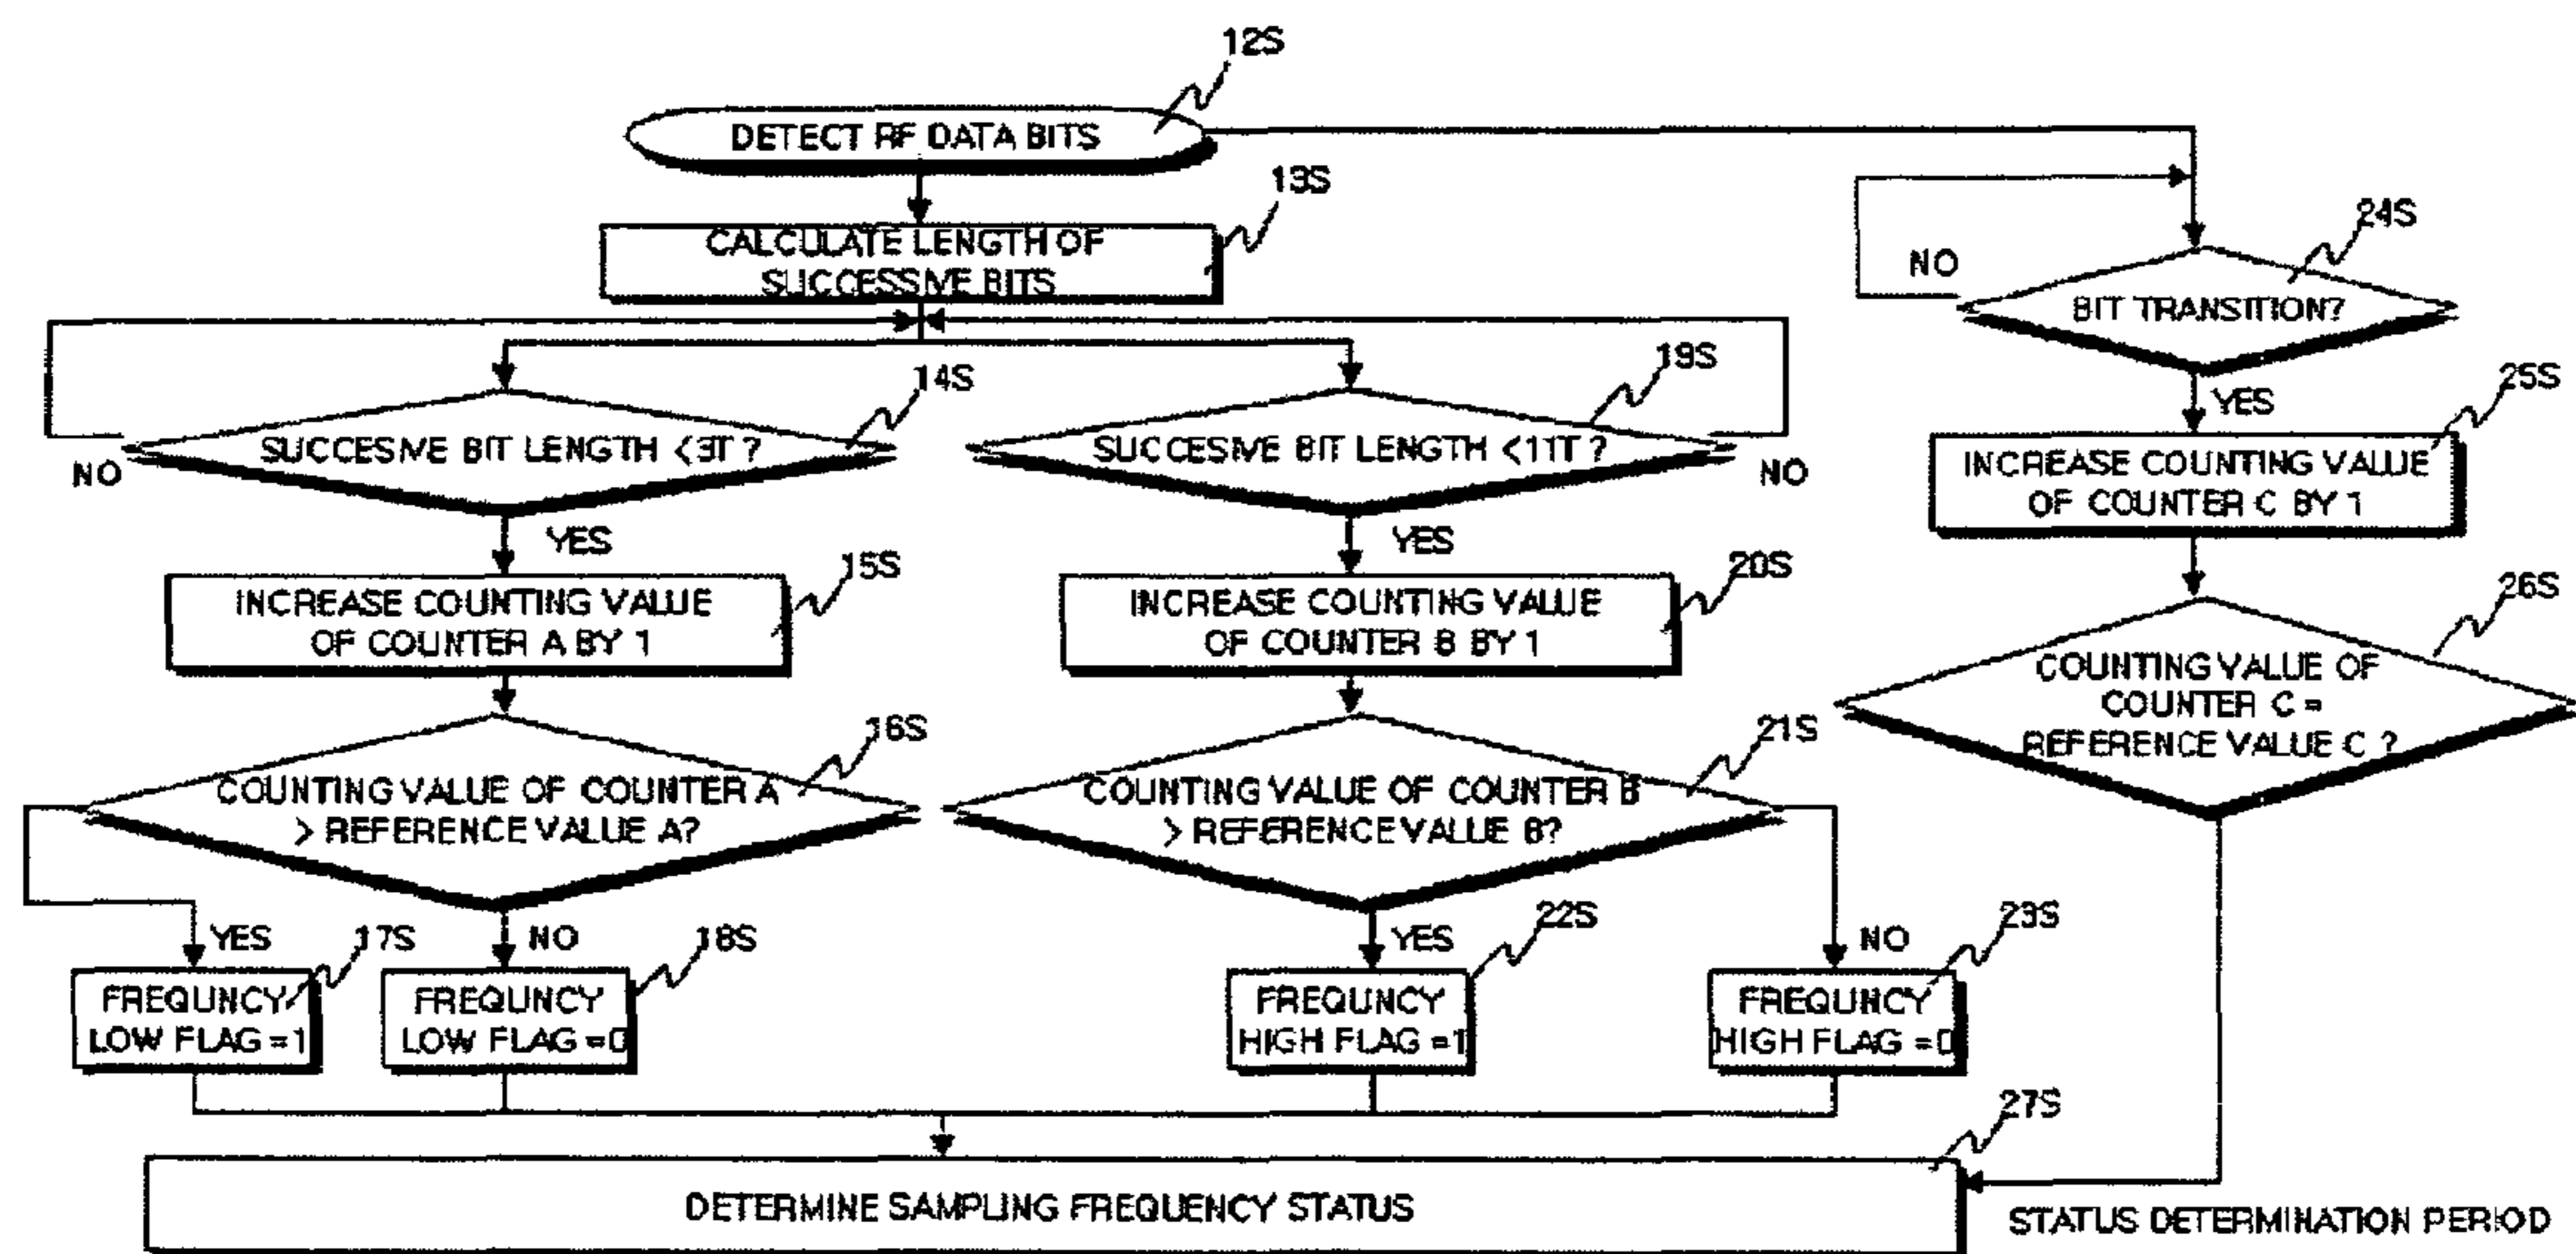 12S
DETECT RF DATA BITS
13S
CALCULATE LENGTH OF
SUCCESSIVE BITS
24S
NO
BIT TRANSITION?
14S
19S
25S
YES
SUCCESIVE BIT LENGTH <3T ?
SUCCESIVE BIT LENGTH <11T ?
NO
NO
INCREASE COUNTING VALUE
OF COUNTER C BY 1
YES
YES
15S
20S
26S
INCREASE COUNTING VALUE
OF COUNTER A BY 1
INCREASE COUNTING VALUE
OF COUNTER B BY 1
COUNTING VALUE OF
COUNTER C =
REFERENCE VALUE C ?
16S
21S
COUNTING VALUE OF COUNTER A
> REFERENCE VALUE A?
COUNTING VALUE OF COUNTER B
> REFERENCE VALUE B?
YES
17S
NO
18S
YES
22S
NO
23S
FREQUNCY
LOW FLAG =1
FREQUNCY
LOW FLAG =0
FREQUNCY
HIGH FLAG =1
FREQUNCY
HIGH FLAG =0
27S
DETERMINE SAMPLING FREQUENCY STATUS
STATUS DETERMINATION PERIOD